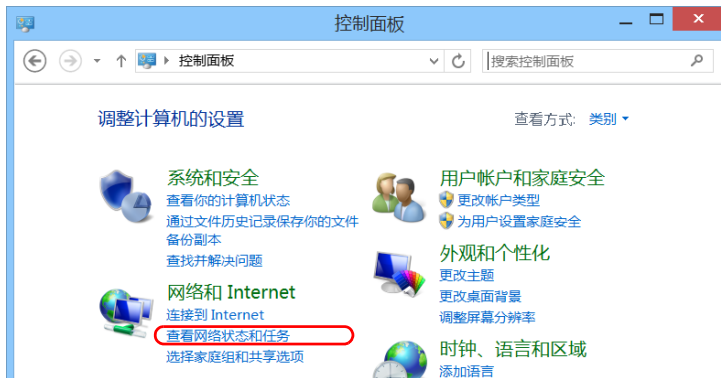 控制面板
控制面板
搜索控制面板
调整计算机的设置
查看方式: 类别
系统和安全
查看你的计算机状态
通过文件历史记录保存你的文件
备份副本
查找并解决问题
网络和 Internet
连接到 Internet
查看网络状态和任务
选择家庭组和共享选项
用户帐户和家庭安全
更改帐户类型
为用户设置家庭安全
外观和个性化
更改主题
更改桌面背景
调整屏幕分辨率
时钟、语言和区域
添加语言